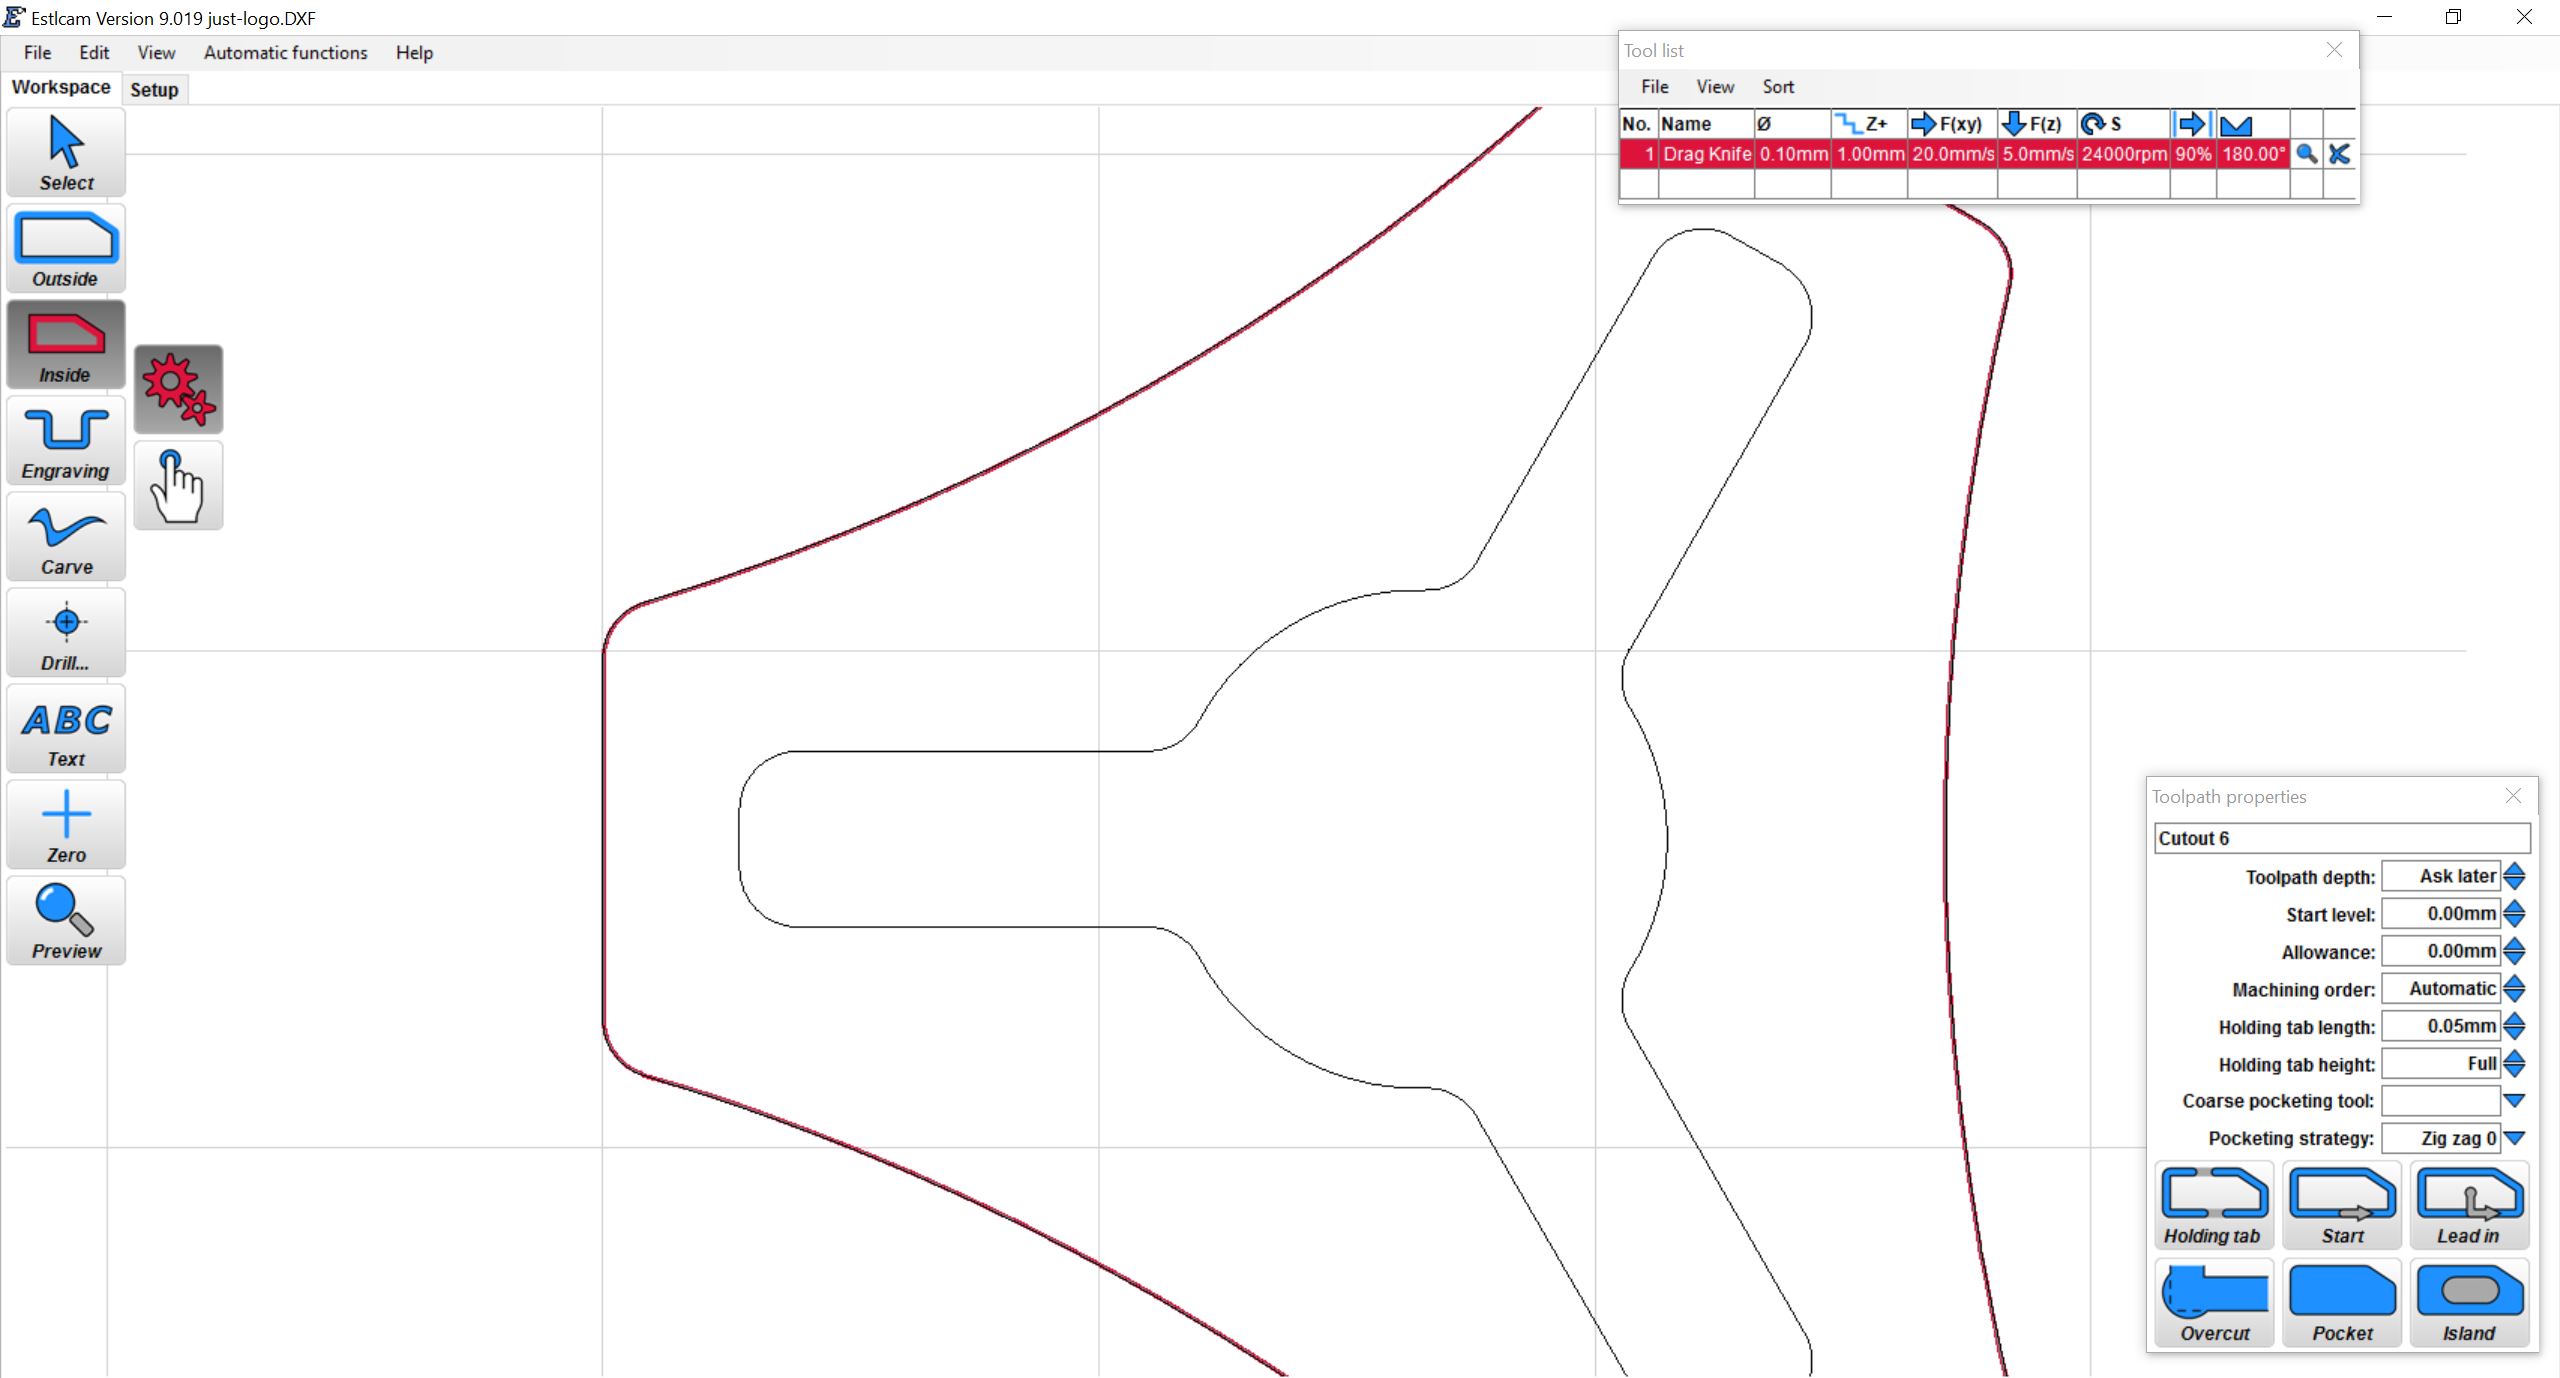 Estlcam Version 9.019 just-logo.DXF
File Edit View Automatic functions Help
Workspace Setup
Select
Outside
Inside
Engraving
Carve
Drill...
ABC
Text
Zero
Preview
Tool list
File View Sort
No. Name Ø Z+ F(xy) F(z) S
1 Drag Knife 0.10mm 1.00mm 20.0mm/s 5.0mm/s 24000rpm 90% 180.00°
Toolpath properties
Cutout 6
Toolpath depth: Ask later
Start level: 0.00mm
Allowance: 0.00mm
Machining order: Automatic
Holding tab length: 0.05mm
Holding tab height: Full
Coarse pocketing tool:
Pocketing strategy: Zig zag 0
Holding tab Start Lead in
Overcut Pocket Island